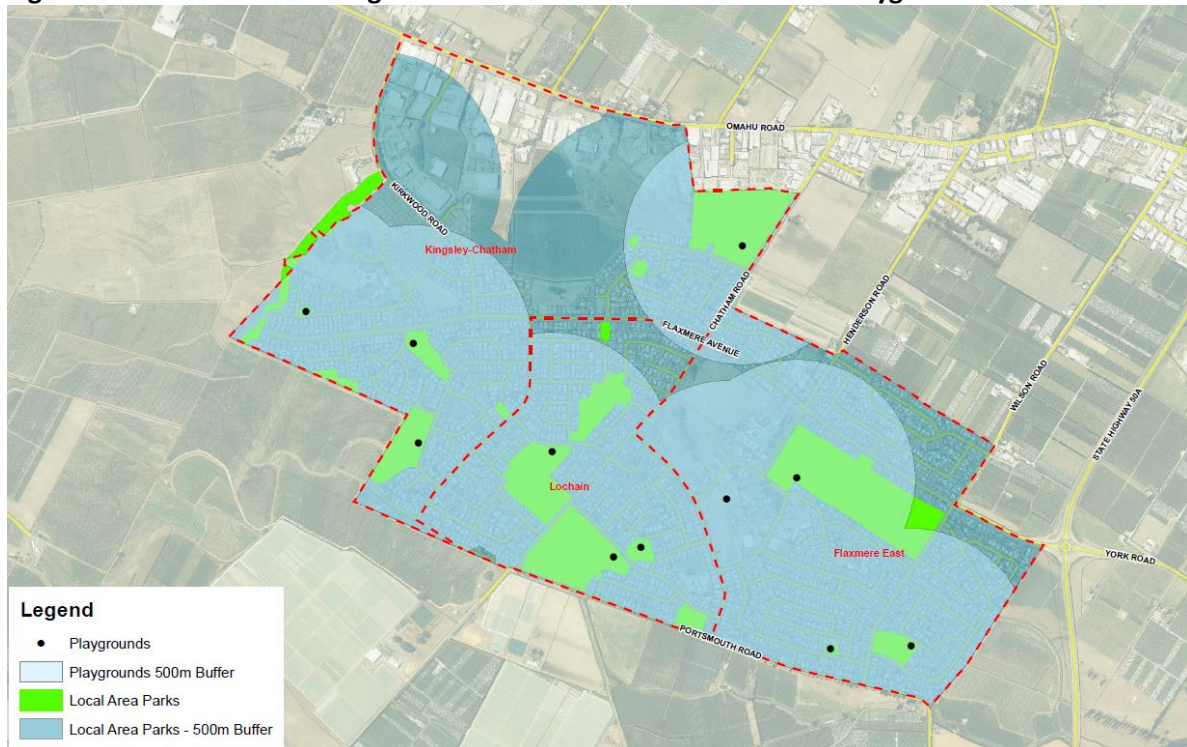 OMAHU ROAD
KIRKWOOD ROAD
Kingsley-Chatham
CHATHAM ROAD
HENDERSON ROAD
FLAXMERE AVENUE
WILSON ROAD
STATE HIGHWAY 50A
Lochain
Flaxmere East
YORK ROAD
PORTSMOUTH ROAD
Legend
Playgrounds
Playgrounds 500m Buffer
Local Area Parks
Local Area Parks - 500m Buffer